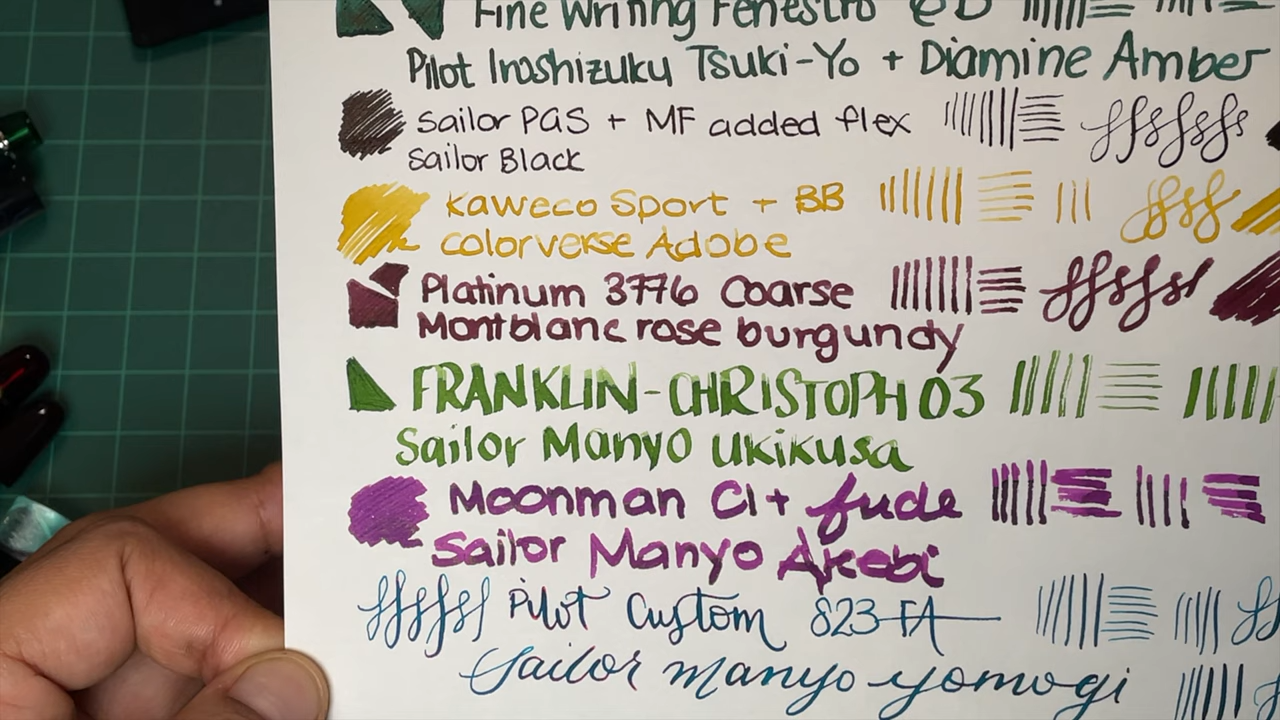 Fine Writing Fenestro
Pilot Iroshizuku Tsuki-Yo + Diamine Amber
Sailor PGS + MF added flex
Sailor Black
Kaweco Sport + BB
Colorverse Adobe
Platinum 3776 Coarse
Montblanc rose burgundy
FRANKLIN-CHRISTOPH 03
Sailor Manyo Ukikusa
Moonman C1 + fude
Sailor Manyo Akebi
Pilot Custom 823 FA
Sailor manyo yomogi